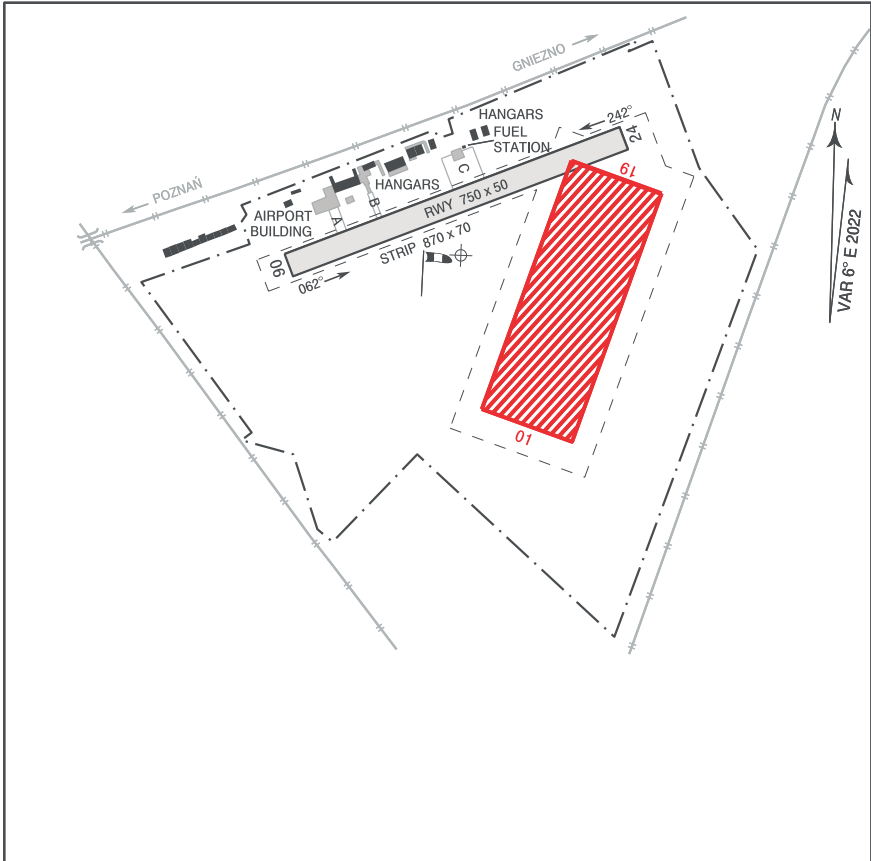 GNIEZNO
HANGARS
FUEL
STATION
242°
24
19
POZNAŃ
HANGARS
C
B
A
AIRPORT
BUILDING
RWY 750 x 50
STRIP 870 x 70
06
062°
01
N
VAR 6° E 2022